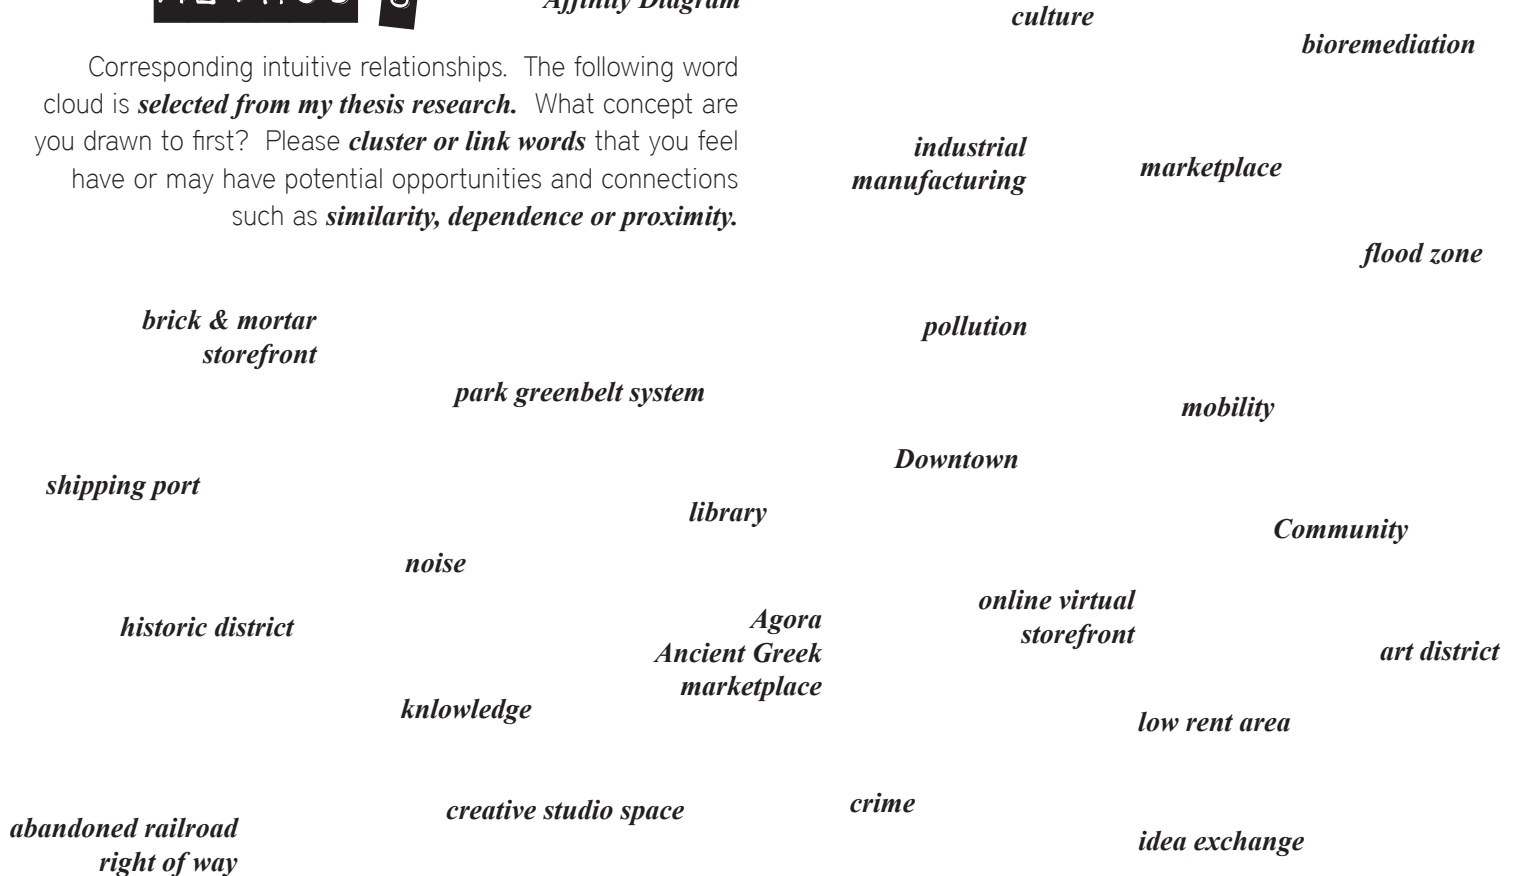 Affinity Diagram
Corresponding intuitive relationships.  The following word
cloud is selected from my thesis research.  What concept are
you drawn to first?  Please cluster or link words that you feel
have or may have potential opportunities and connections
such as similarity, dependence or proximity.
culture
bioremediation
industrial
manufacturing
marketplace
flood zone
brick & mortar
storefront
pollution
park greenbelt system
mobility
Downtown
shipping port
library
Community
noise
online virtual
storefront
historic district
Agora
Ancient Greek
marketplace
art district
knlowledge
low rent area
creative studio space
crime
abandoned railroad
right of way
idea exchange